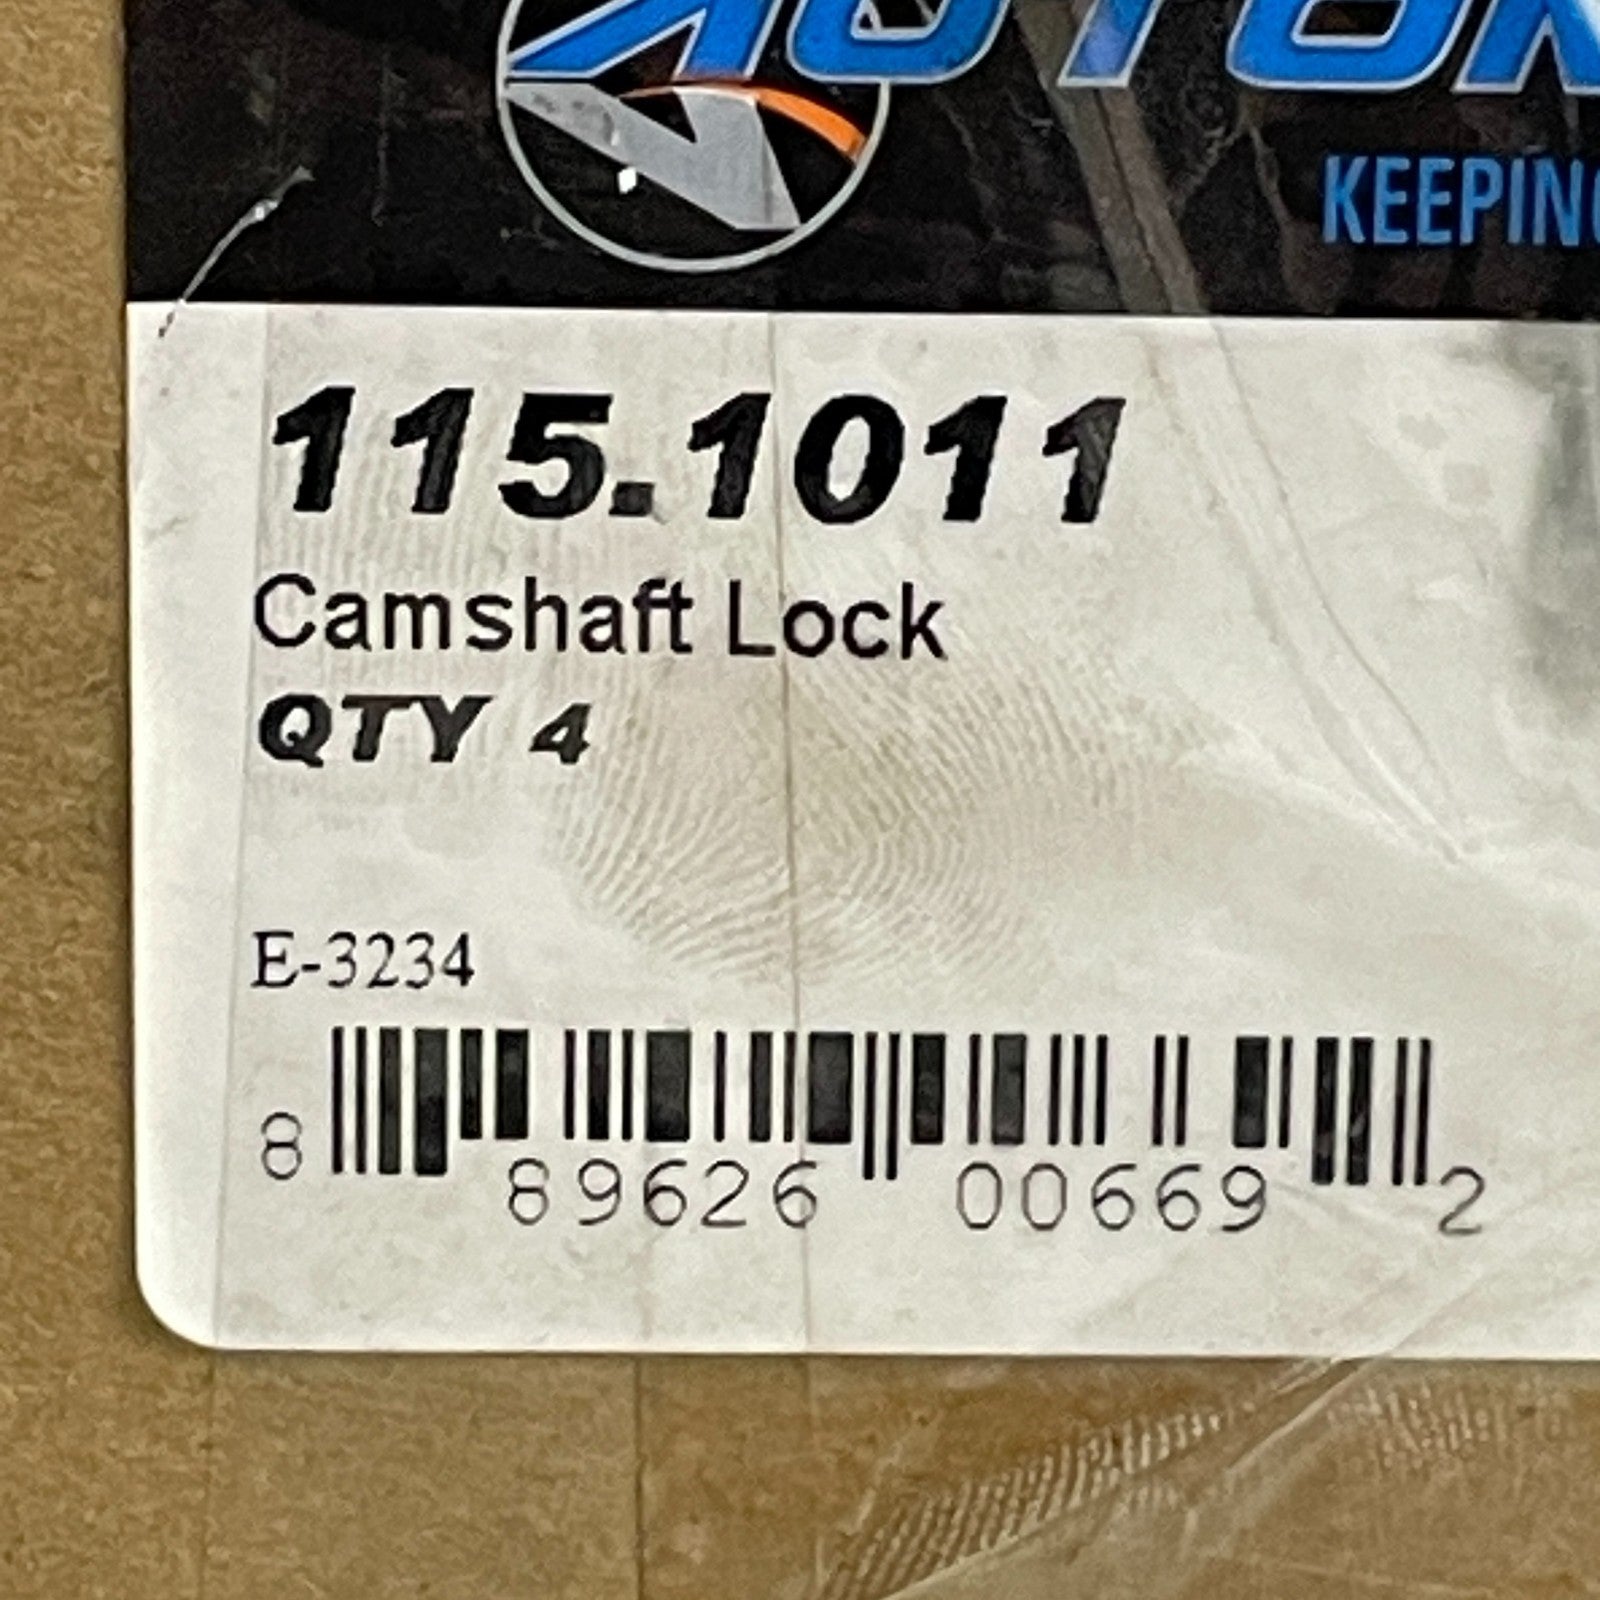 KEEPING
115.1011
Camshaft Lock
QTY 4
E-3234
8 89626 00669 2